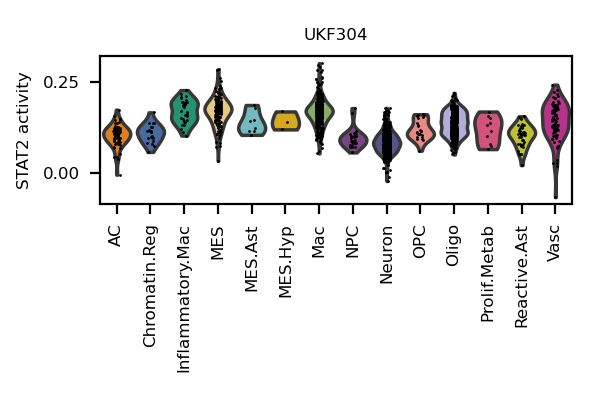 UKF304
STAT2 activity
0.25
0.00
AC
Chromatin.Reg
Inflammatory.Mac
MES
MES.Ast
MES.Hyp
Mac
NPC
Neuron
OPC
Oligo
Prolif.Metab
Reactive.Ast
Vasc